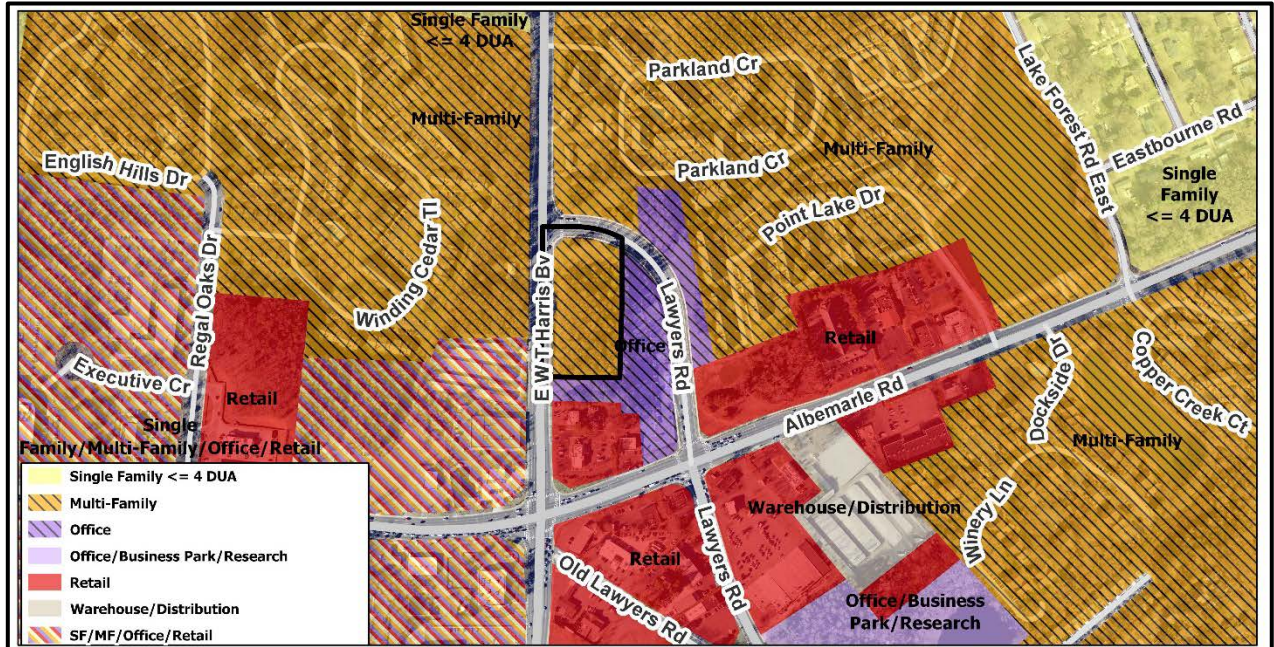 Single Family
<= 4 DUA
Parkland Cr
Multi-Family
Lake Forest Rd East
Eastbourne Rd
English Hills Dr
Parkland Cr
Multi-Family
Single
Family
<= 4 DUA
Regal Oaks Dr
Winding Cedar Tl
Point Lake Dr
E W.T Harris Bv
Lawyers Rd
Office
Retail
Executive Cr
Retail
Albemarle Rd
Dockside Dr
Copper Creek Ct
Single
Family/Multi-Family/Office/Retail
Multi-Family
Warehouse/Distribution
Winery Ln
Retail
Lawyers Rd
Old Lawyers Rd
Office/Business
Park/Research
Single Family <= 4 DUA
Multi-Family
Office
Office/Business Park/Research
Retail
Warehouse/Distribution
SF/MF/Office/Retail